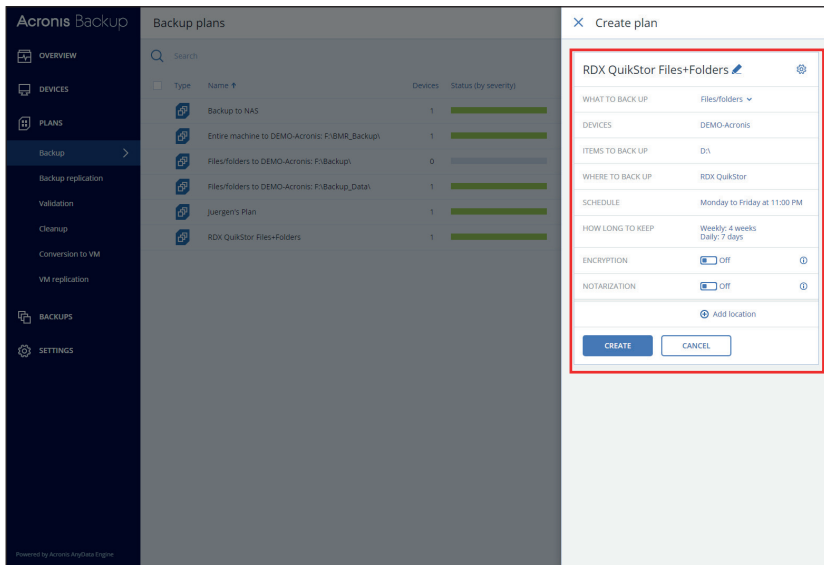 Acronis Backup
OVERVIEW
DEVICES
PLANS
Backup
Backup replication
Validation
Cleanup
Conversion to VM
VM replication
BACKUPS
SETTINGS
Powered by Acronis AnyData Engine
Backup plans
Search
Type Name Devices Status (by severity)
Backup to NAS 1
Entire machine to DEMO-Acronis: F:\BMR_Backup\ 1
Files/folders to DEMO-Acronis: F:\Backup\ 0
Files/folders to DEMO-Acronis: F:\Backup_Data\ 1
Juergen's Plan 1
RDX QuikStor Files+Folders 1
Create plan
RDX QuikStor Files+Folders
WHAT TO BACK UP Files/folders
DEVICES DEMO-Acronis
ITEMS TO BACK UP D:\
WHERE TO BACK UP RDX QuikStor
SCHEDULE Monday to Friday at 11:00 PM
HOW LONG TO KEEP Weekly: 4 weeks
Daily: 7 days
ENCRYPTION Off
NOTARIZATION Off
Add location
CREATE CANCEL